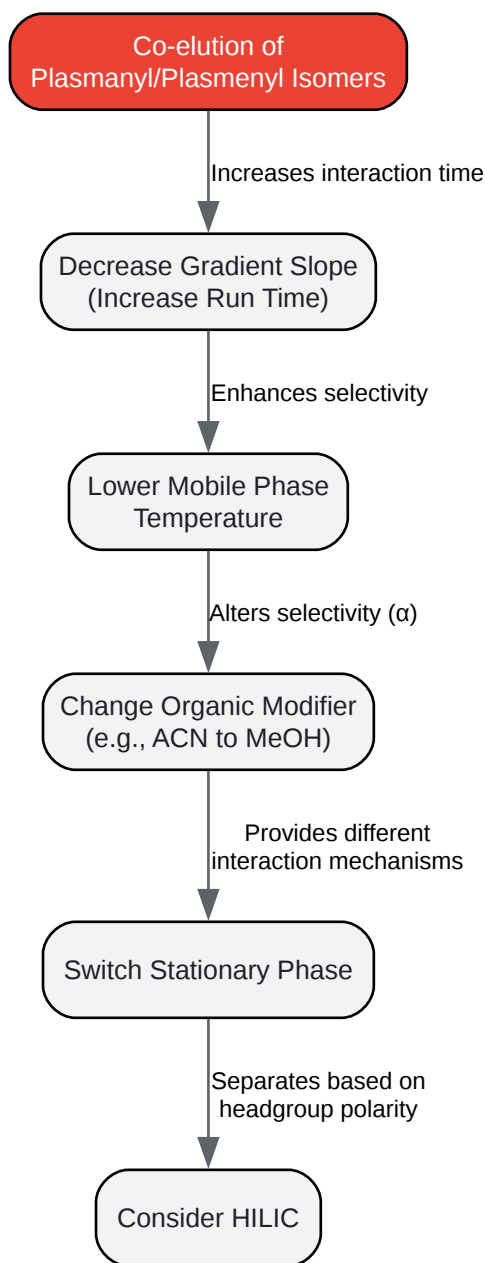 Co-elution of
Plasmanyl/Plasmenyl Isomers
Increases interaction time
Decrease Gradient Slope
(Increase Run Time)
Enhances selectivity
Lower Mobile Phase
Temperature
Alters selectivity (α)
Change Organic Modifier
(e.g., ACN to MeOH)
Provides different
interaction mechanisms
Switch Stationary Phase
Separates based on
headgroup polarity
Consider HILIC